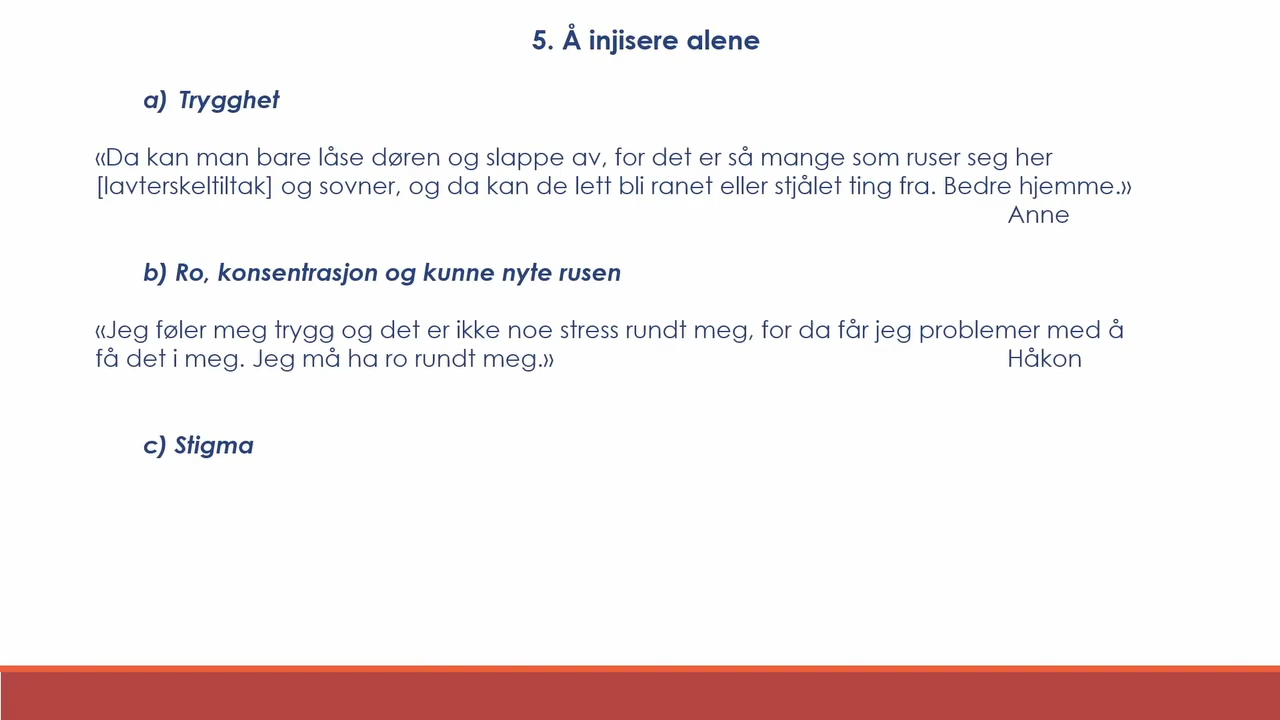 5. Å injisere alene
a) Trygghet
«Da kan man bare låse døren og slappe av, for det er så mange som ruser seg her
[lavterskeltiltak] og sovner, og da kan de lett bli ranet eller stjålet ting fra. Bedre hjemme.»
Anne
b) Ro, konsentrasjon og kunne nyte rusen
«Jeg føler meg trygg og det er ikke noe stress rundt meg, for da får jeg problemer med å
få det i meg. Jeg må ha ro rundt meg.» Håkon
c) Stigma